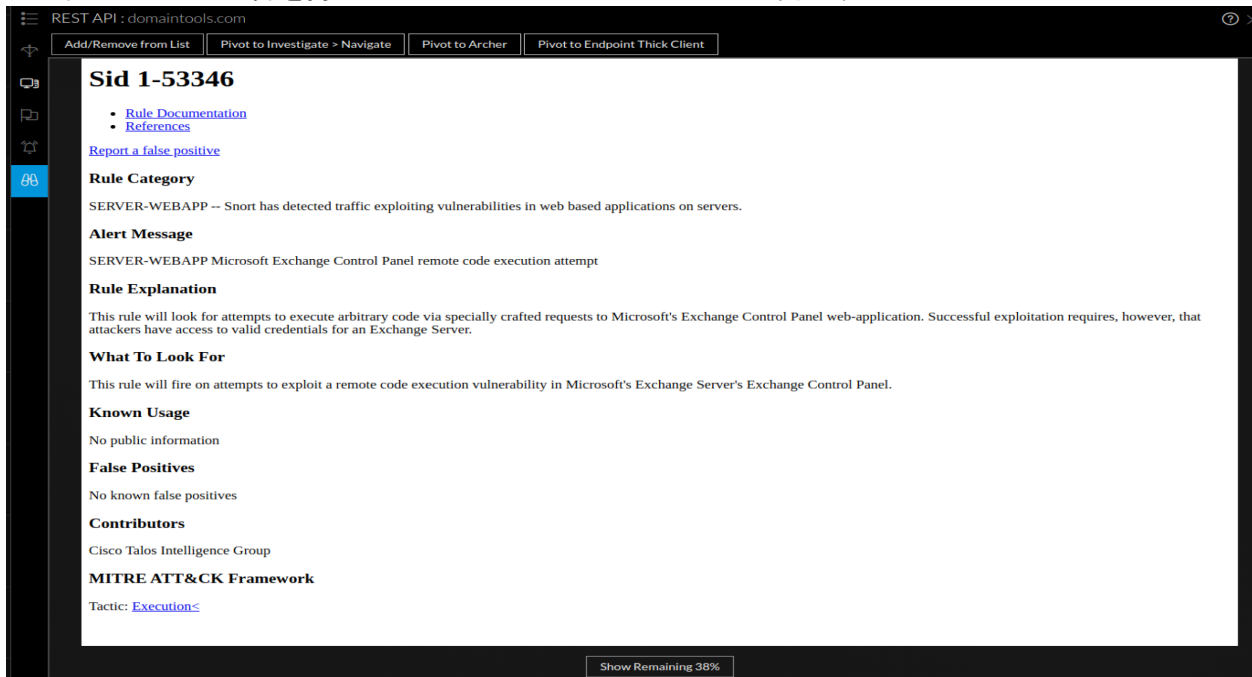 REST API : domaintools.com
Add/Remove from List
Pivot to Investigate > Navigate
Pivot to Archer
Pivot to Endpoint Thick Client
Sid 1-53346
Rule Documentation
References
Report a false positive
Rule Category
SERVER-WEBAPP -- Snort has detected traffic exploiting vulnerabilities in web based applications on servers.
Alert Message
SERVER-WEBAPP Microsoft Exchange Control Panel remote code execution attempt
Rule Explanation
This rule will look for attempts to execute arbitrary code via specially crafted requests to Microsoft's Exchange Control Panel web-application. Successful exploitation requires, however, that
attackers have access to valid credentials for an Exchange Server.
What To Look For
This rule will fire on attempts to exploit a remote code execution vulnerability in Microsoft's Exchange Server's Exchange Control Panel.
Known Usage
No public information
False Positives
No known false positives
Contributors
Cisco Talos Intelligence Group
MITRE ATT&CK Framework
Tactic: Execution<
Show Remaining 38%